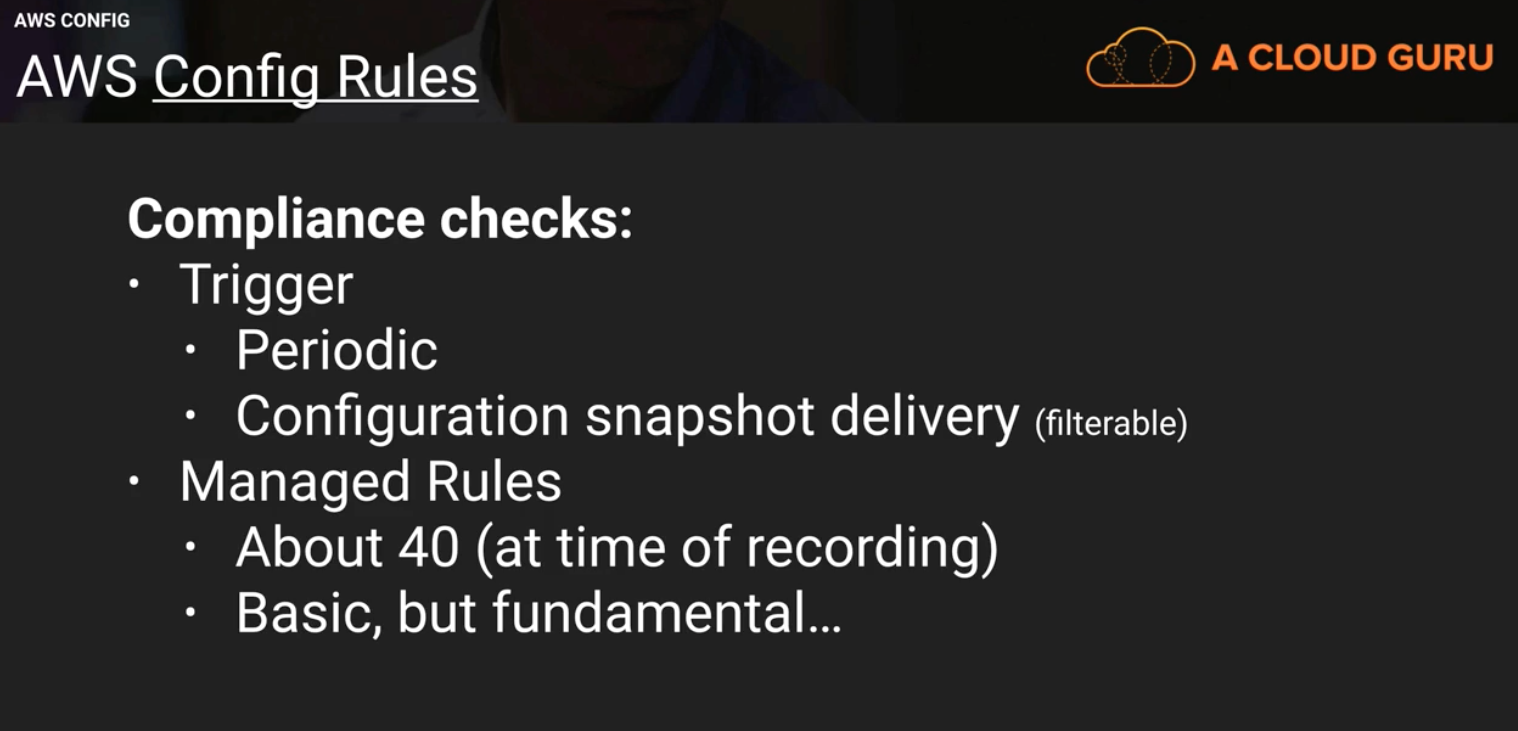 AWS CONFIG
AWS Config Rules
A CLOUD GURU
Compliance checks:
• Trigger
• Periodic
• Configuration snapshot delivery (filterable)
• Managed Rules
• About 40 (at time of recording)
• Basic, but fundamental…